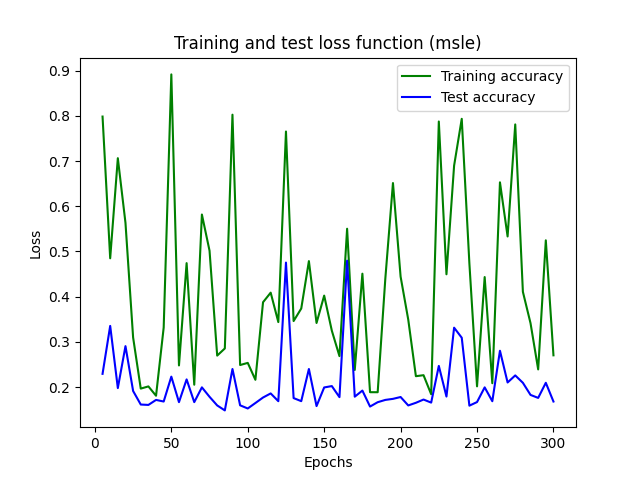 Training and test loss function (msle)
Training accuracy
Test accuracy
0.9
0.8
0.7
0.6
0.5
0.4
0.3
0.2
Loss
0 50 100 150 200 250 300
Epochs